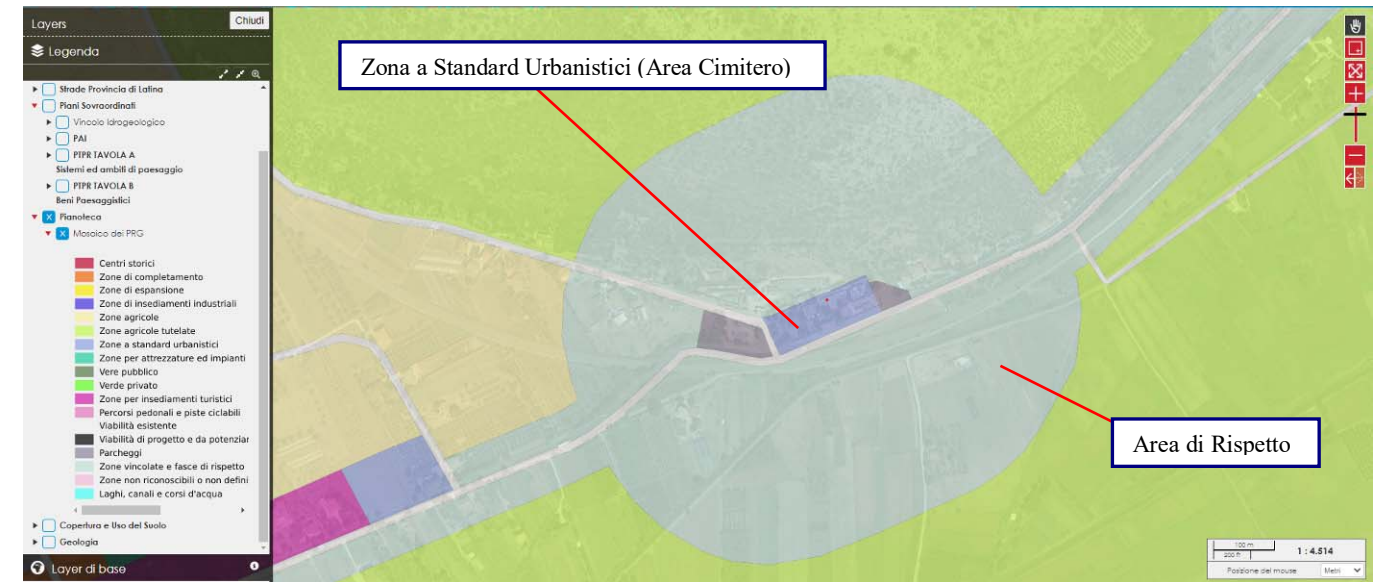 Layers
Chiudi
Legenda
Strade Provincia di Latina
Piani Sovraordinati
Vincolo Idrogeologico
PAI
PTPR TAVOLA A
Sistemi ed ambiti di paesaggio
PTPR TAVOLA B
Beni Paesaggistici
Pianoteca
Mosaico dei PRG
Centri storici
Zone di completamento
Zone di espansione
Zone di insediamenti industriali
Zone agricole
Zone agricole tutelate
Zone a standard urbanistici
Zone per attrezzature ed impianti
Vere pubblico
Verde privato
Zone per insediamenti turistici
Percorsi pedonali e piste ciclabili
Viabilità esistente
Viabilità di progetto e da potenziar
Parcheggi
Zone vincolate e fasce di rispetto
Zone non riconoscibili o non defini
Laghi, canali e corsi d'acqua
Copertura e Uso del Suolo
Geologia
Layer di base
Zona a Standard Urbanistici (Area Cimitero)
Area di Rispetto
100 m
200 ft
1 : 4.514
Posizione del mouse
Metri